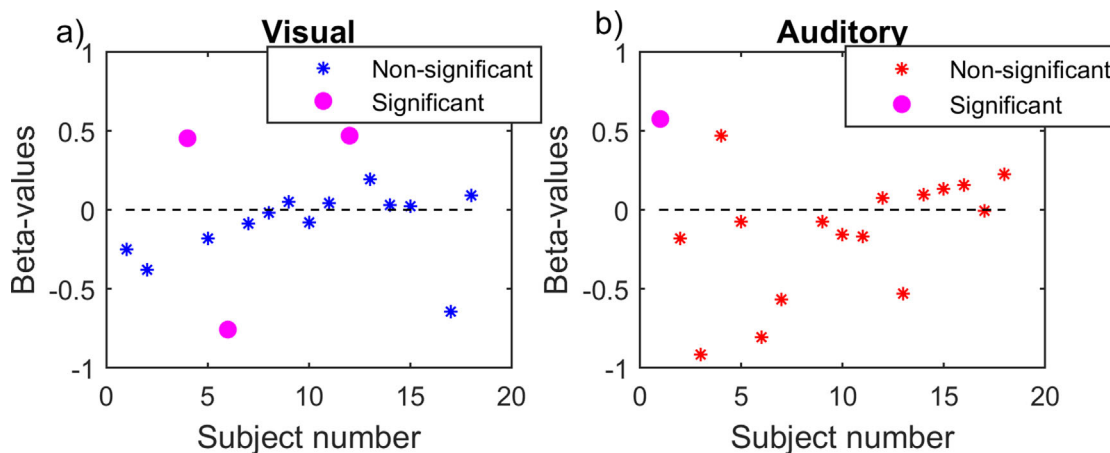 a)
Visual
Non-significant
Significant
1
0.5
0
-0.5
-1
Beta-values
0 5 10 15 20
Subject number
b)
Auditory
Non-significant
Significant
1
0.5
0
-0.5
-1
Beta-values
0 5 10 15 20
Subject number